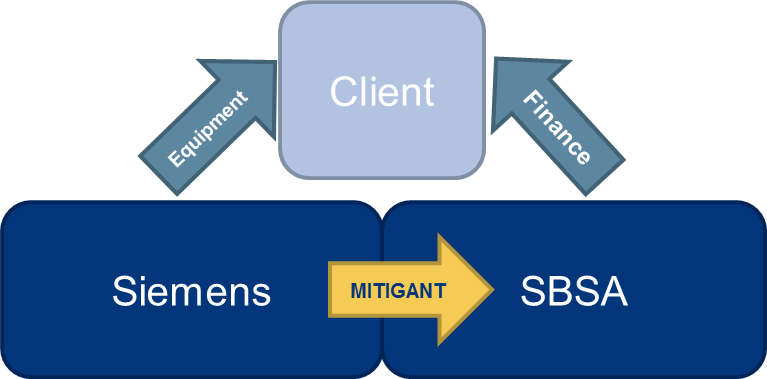 Client
Equipment
Finance
Siemens
MITIGANT
SBSA